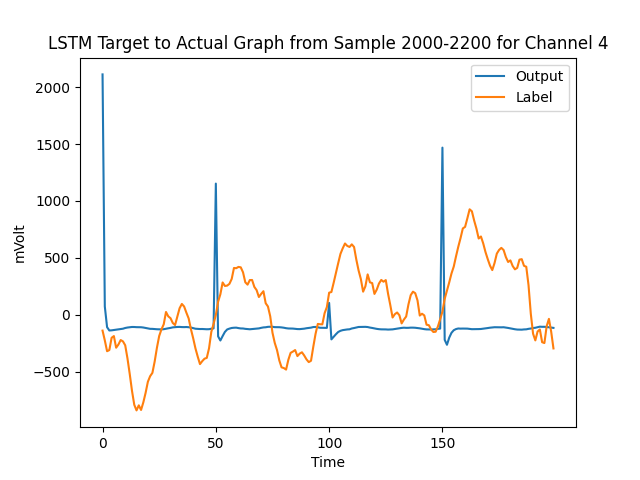 LSTM Target to Actual Graph from Sample 2000-2200 for Channel 4
Output
Label
2000
1500
1000
500
0
−500
mVolt
0 50 100 150
Time